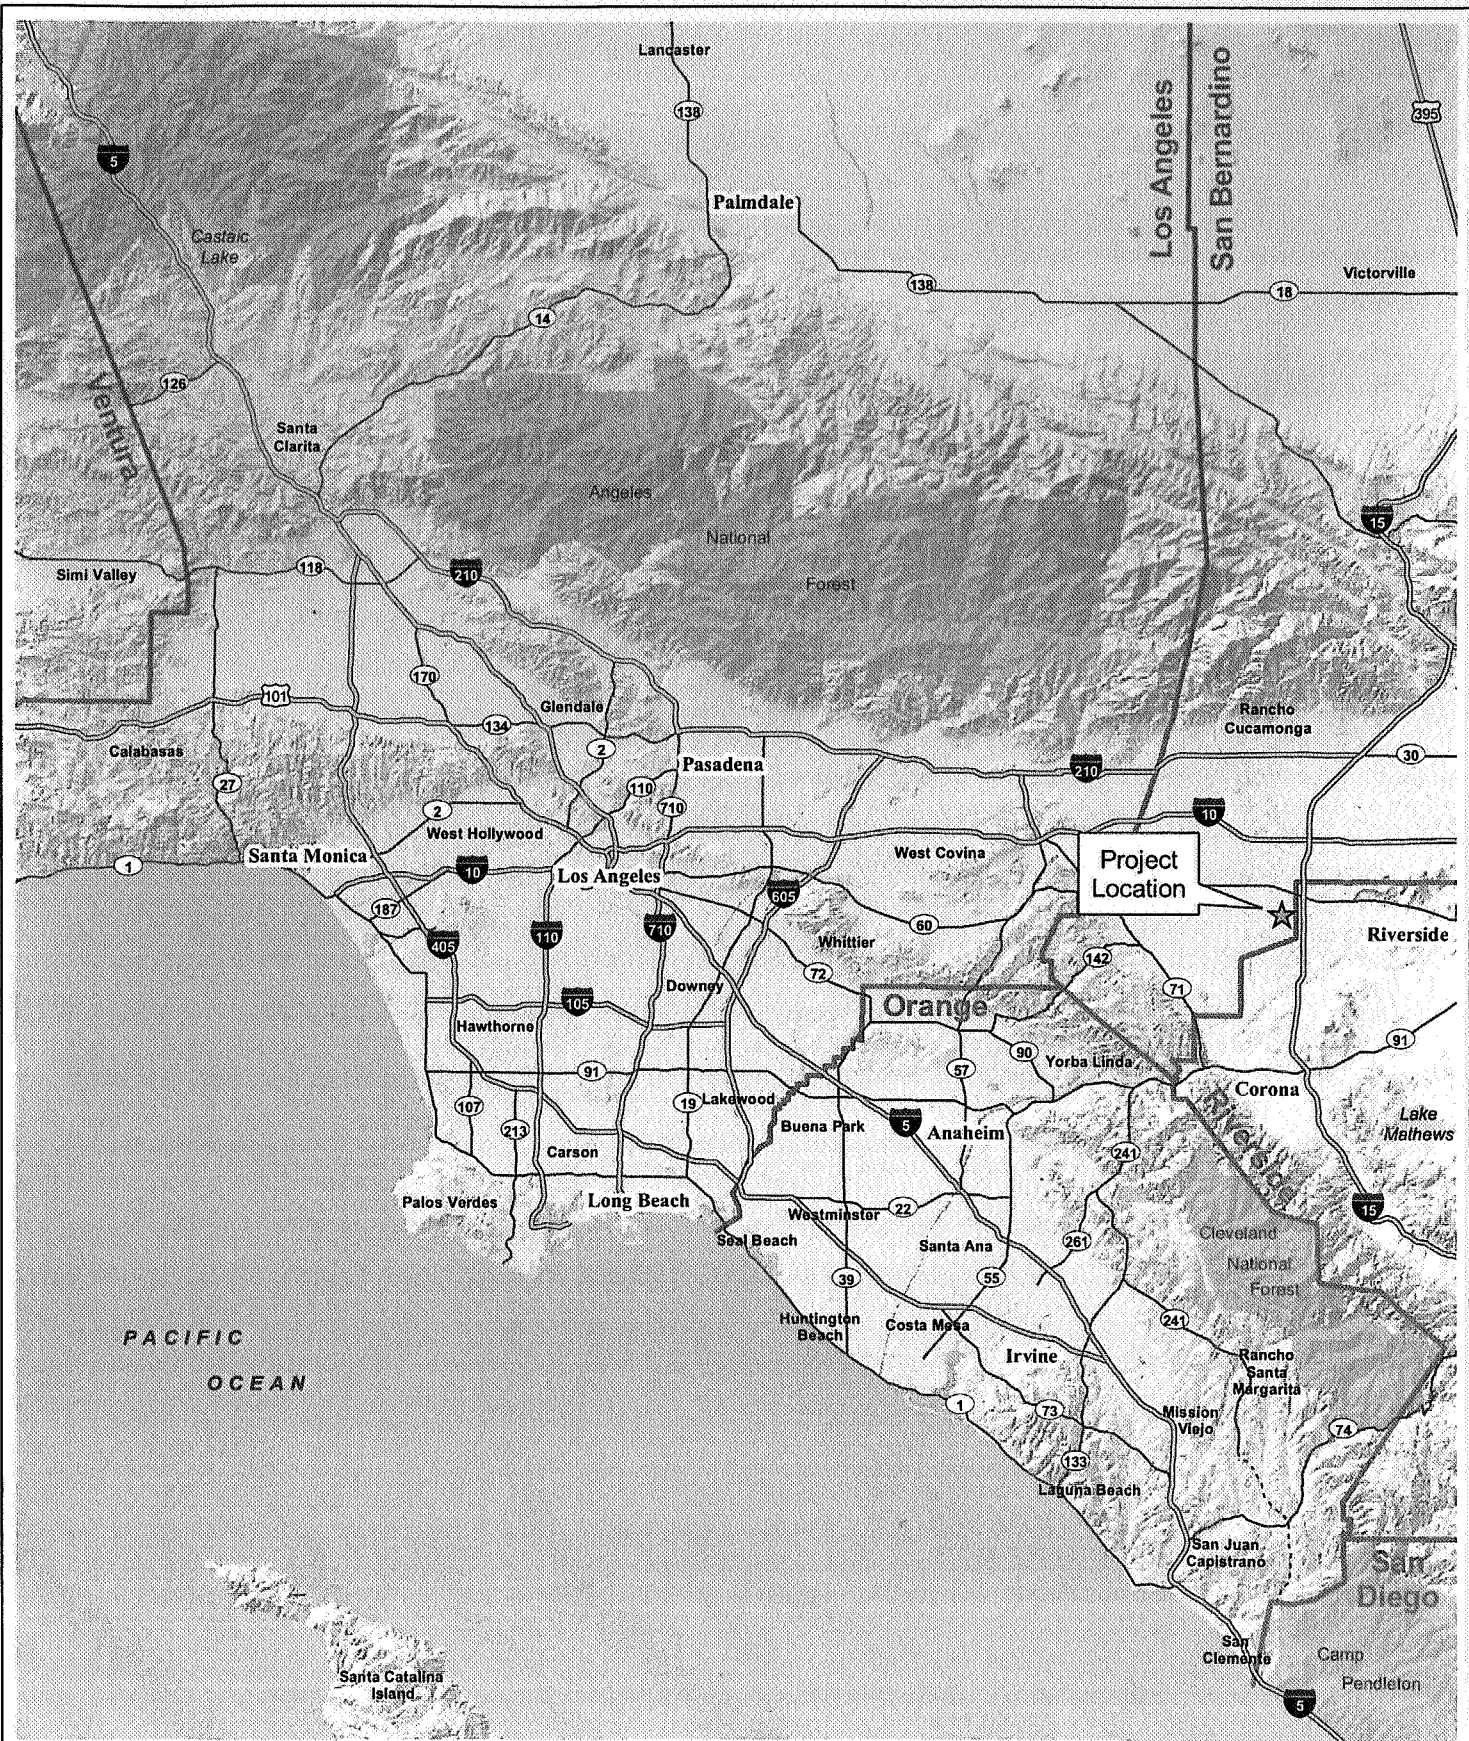 Lancaster
138
Los Angeles
San Bernardino
395
5
Palmdale
Castaic
Lake
138
18
Victorville
14
126
Ventura
Santa
Clarita
Angeles
National
Forest
15
118
210
Simi Valley
170
101
134
Glendale
2
Rancho
Cucamonga
Calabasas
27
Pasadena
210
30
110
710
2
West Hollywood
10
Santa Monica
1
10
Los Angeles
West Covina
Project
Location
187
605
60
405
110
710
Whittier
Riverside
72
142
Downey
71
105
Orange
Hawthorne
91
90
Yorba Linda
91
57
Corona
107
19
Lakewood
Lake
Mathews
213
Buena Park
5
Anaheim
Riverside
Carson
241
Palos Verdes
Long Beach
Westminster
22
15
Seal Beach
Santa Ana
261
Cleveland
National
Forest
39
55
Huntington
Beach
Costa Mesa
241
PACIFIC
OCEAN
Irvine
Rancho
Santa
Margarita
1
73
Mission
Viejo
74
133
Laguna Beach
San Juan
Capistrano
San
Diego
San
Clemente
Camp
Pendleton
Santa Catalina
Island
5